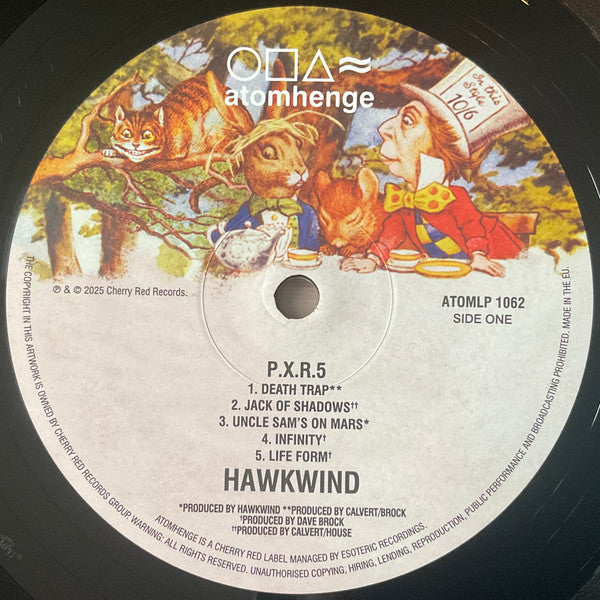 atomhenge
In this
Style
10/6
℗ & © 2025 Cherry Red Records.
ATOMLP 1062
SIDE ONE
P.X.R.5
1. DEATH TRAP**
2. JACK OF SHADOWS††
3. UNCLE SAM'S ON MARS*
4. INFINITY†
5. LIFE FORM†
HAWKWIND
*PRODUCED BY HAWKWIND **PRODUCED BY CALVERT/BROCK
†PRODUCED BY DAVE BROCK
††PRODUCED BY CALVERT/HOUSE
ATOMHENGE IS A CHERRY RED LABEL MANAGED BY ESOTERIC RECORDINGS.
THE COPYRIGHT IN THIS ARTWORK IS OWNED BY CHERRY RED RECORDS GROUP. WARNING: ALL RIGHTS RESERVED. UNAUTHORISED COPYING, HIRING, LENDING, REPRODUCTION, PUBLIC PERFORMANCE AND BROADCASTING PROHIBITED. MADE IN THE EU.